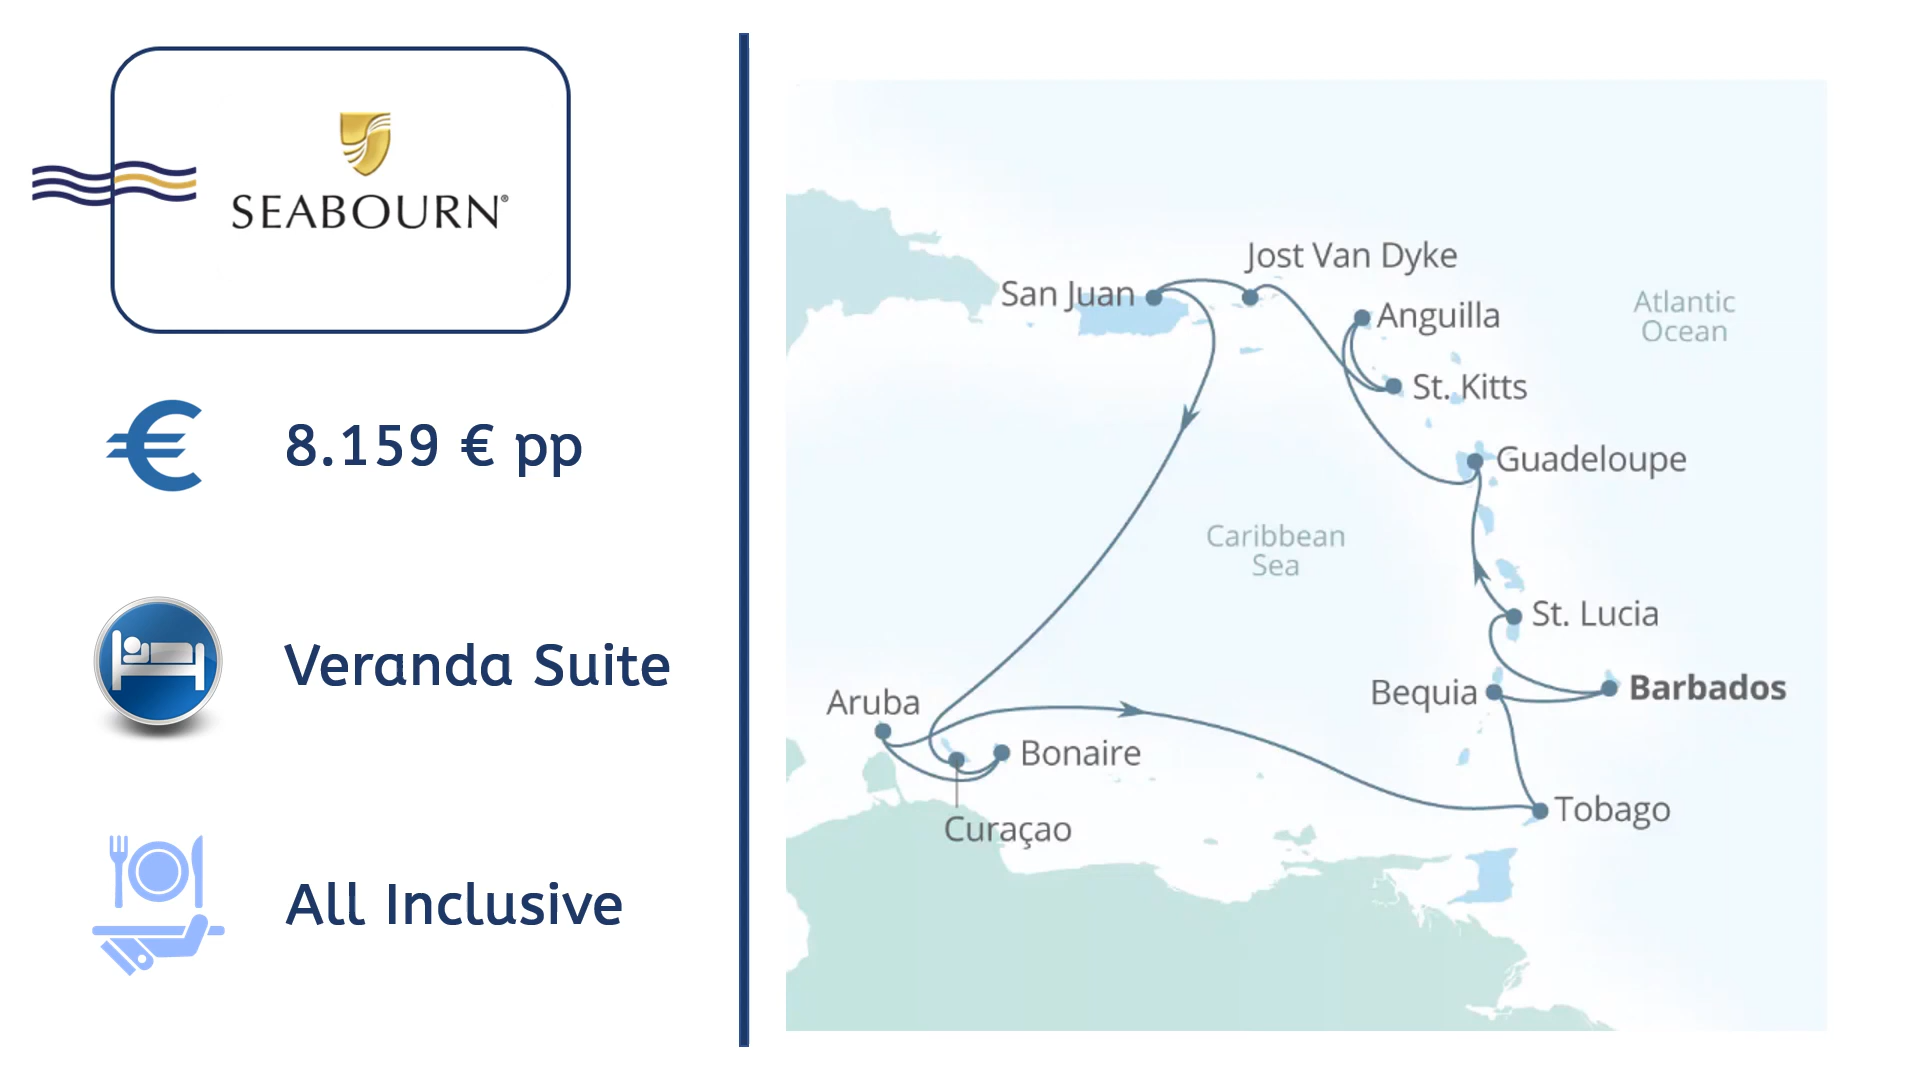 SEABOURN®
8.159 € pp
Veranda Suite
All Inclusive
Jost Van Dyke
San Juan
Anguilla
Atlantic
Ocean
St. Kitts
Guadeloupe
Caribbean
Sea
St. Lucia
Barbados
Bequia
Aruba
Bonaire
Tobago
Curaçao